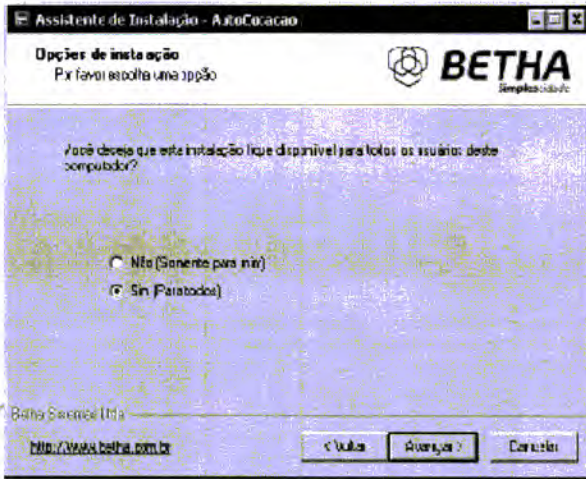 Assistente de Instalação - AutoCotacao
Opções de instalação
Por favor escolha uma opção
BETHA
Simplescidade
Você deseja que esta instalação fique disponível para todos os usuários deste
computador?
Não (Somente para mim)
Sim (Para todos)
Betha Sistemas Ltda
http://www.betha.com.br
< Voltar
Avançar >
Cancelar